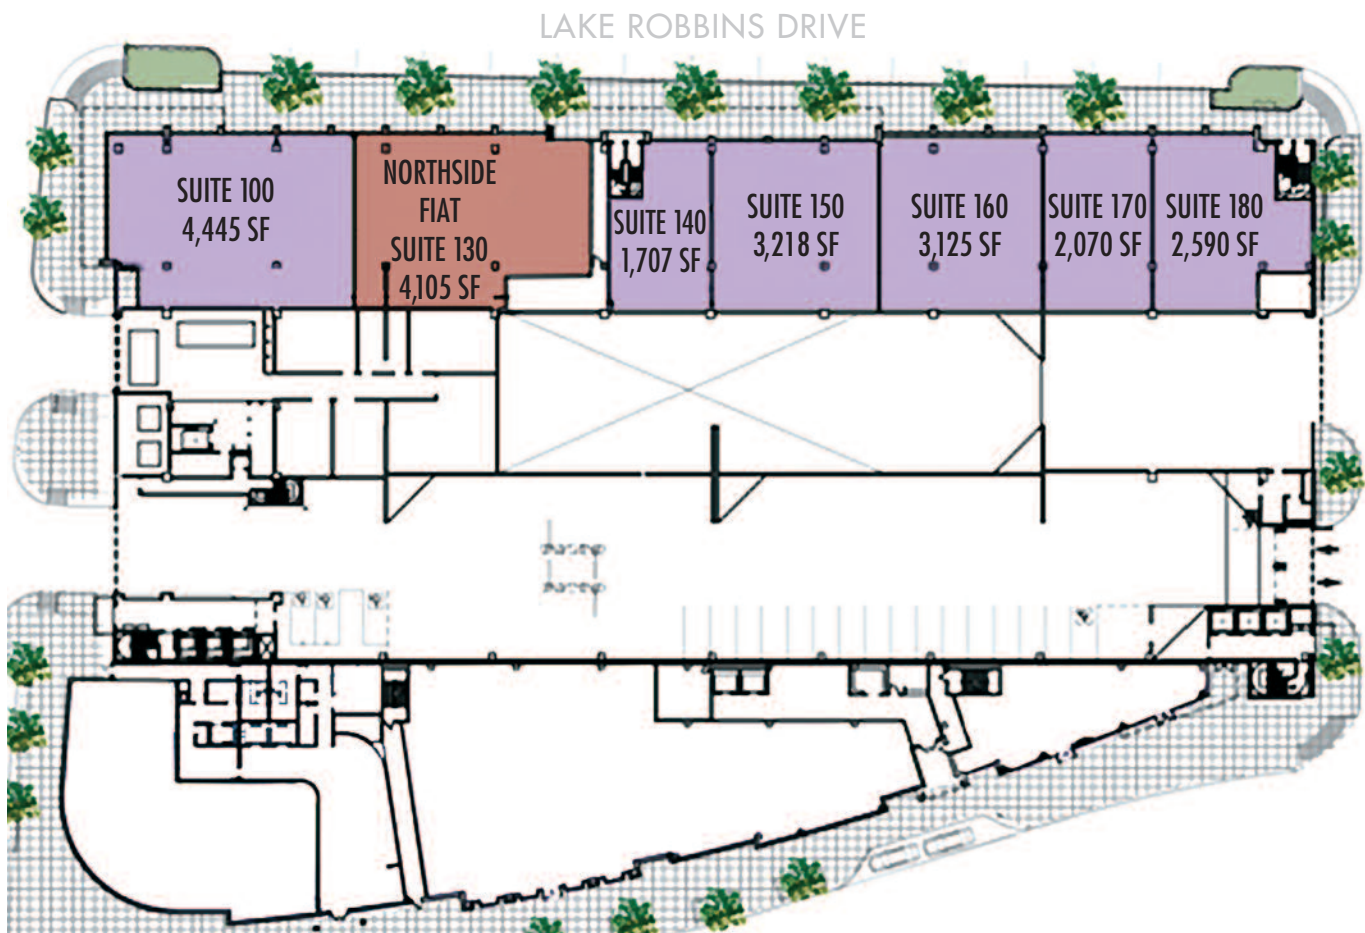 LAKE ROBBINS DRIVE
SUITE 100
4,445 SF
NORTHSIDE
FIAT
SUITE 130
4,105 SF
SUITE 140
1,707 SF
SUITE 150
3,218 SF
SUITE 160
3,125 SF
SUITE 170
2,070 SF
SUITE 180
2,590 SF